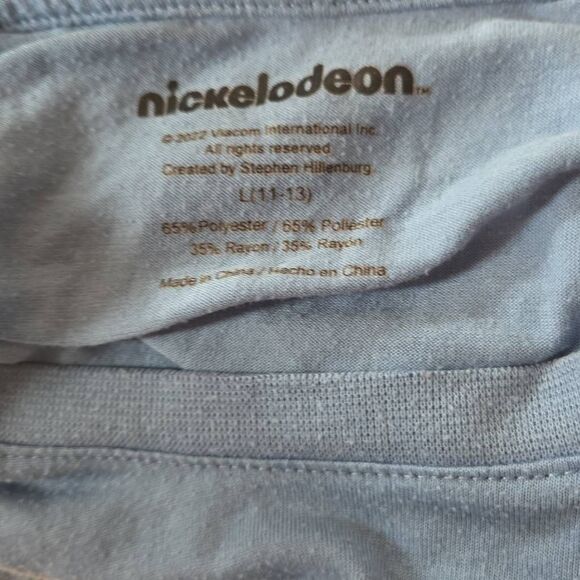 nickelodeon™
© 2022 Viacom International Inc.
All rights reserved
Created by Stephen Hillenburg.
L(11-13)
65% Polyester / 65% Poliéster
35% Rayon / 35% Rayón
Made in China / Hecho en China